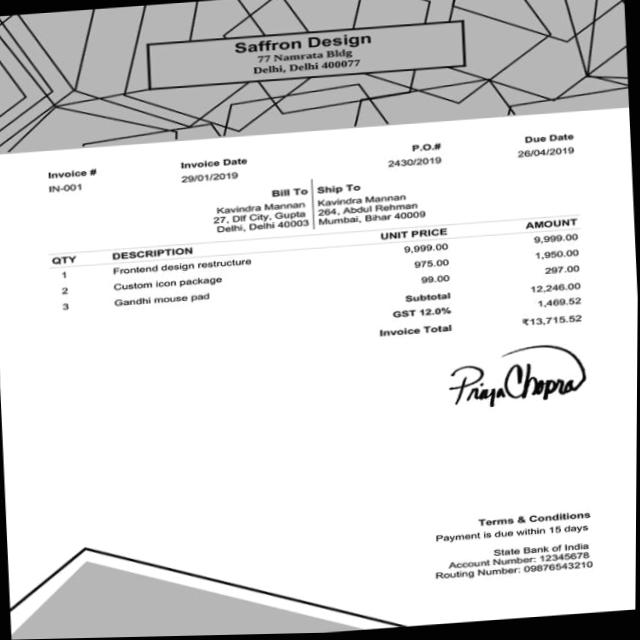 Saffron Design
77 Namrata Bldg
Delhi, Delhi 400077
Invoice # Invoice Date P.O.# Due Date
IN-001 29/01/2019 2430/2019 26/04/2019
Bill To Ship To
Kavindra Mannan Kavindra Mannan
27, Dlf City, Gupta 264, Abdul Rehman
Delhi, Delhi 40003 Mumbai, Bihar 40009
QTY DESCRIPTION UNIT PRICE AMOUNT
1 Frontend design restructure 9,999.00 9,999.00
2 Custom icon package 975.00 1,950.00
3 Gandhi mouse pad 99.00 297.00
Subtotal 12,246.00
GST 12.0% 1,469.52
Invoice Total ₹13,715.52
Priya Chopra
Terms & Conditions
Payment is due within 15 days
State Bank of India
Account Number: 12345678
Routing Number: 09876543210